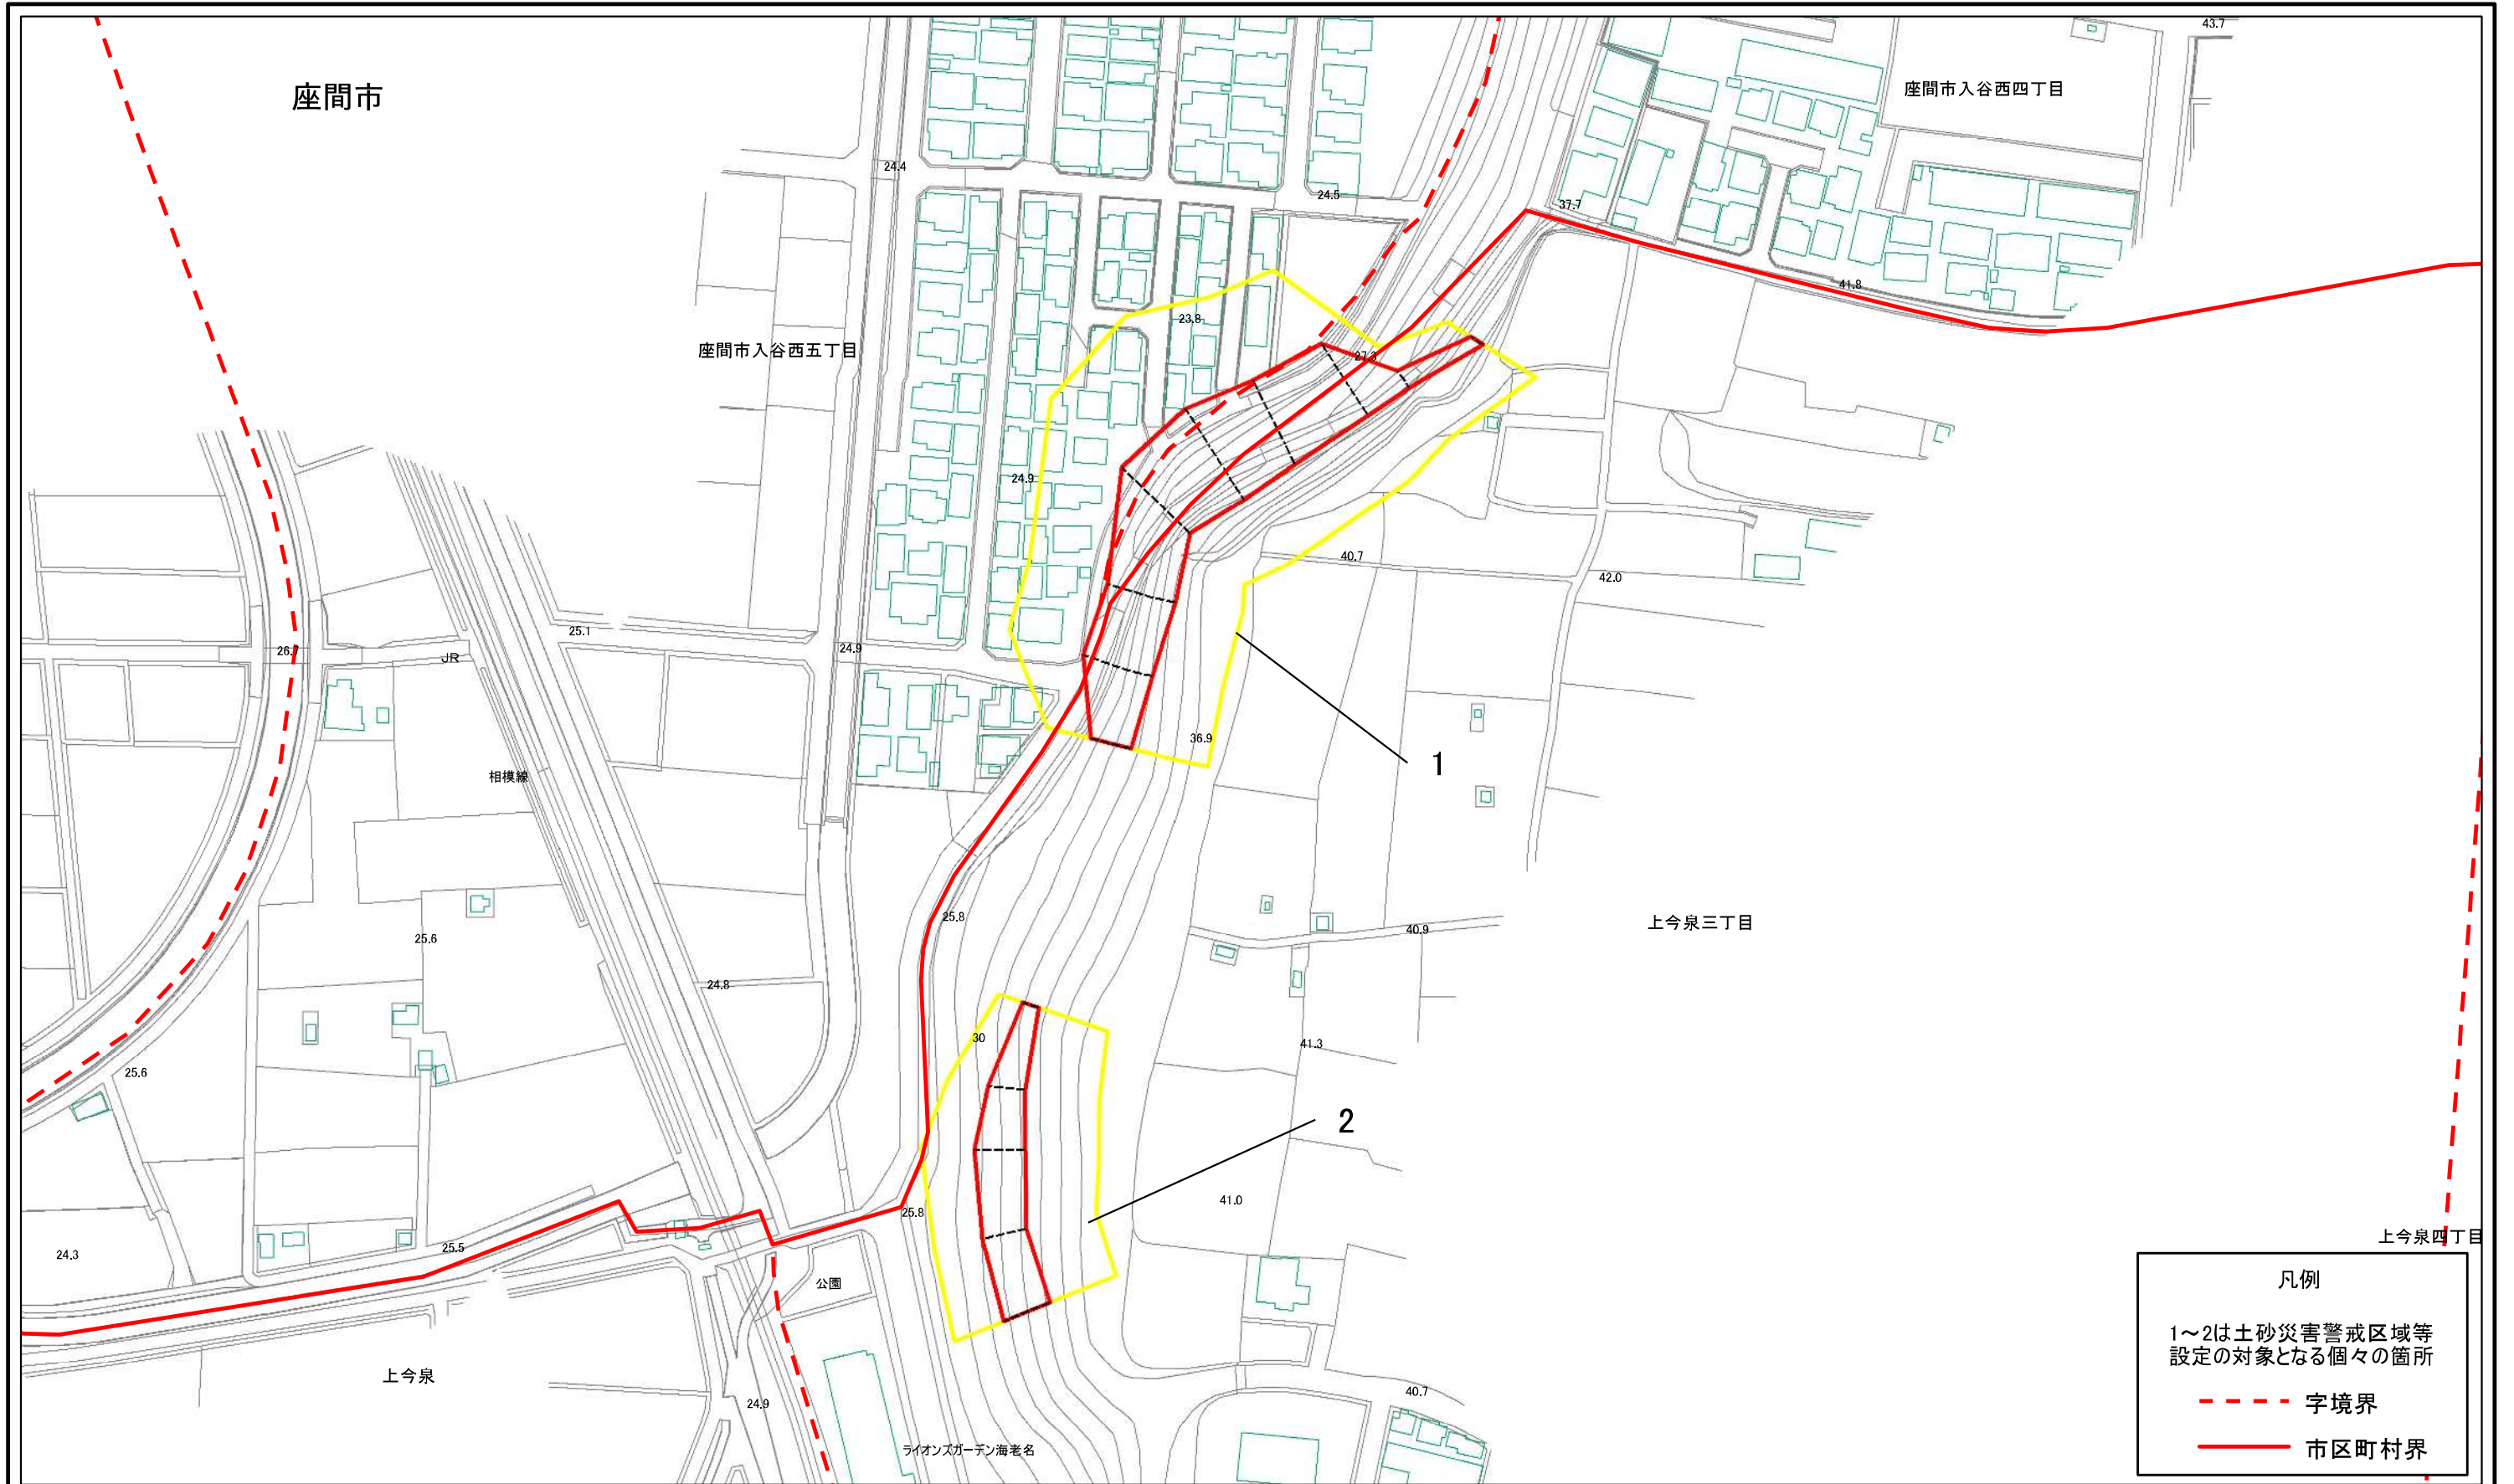 43.7
座間市
座間市入谷西四丁目
24.4
24.5
37.7
41.8
23.8
座間市入谷西五丁目
27.3
24.9
40.7
42.0
25.1
24.9
26.7
JR
36.9
1
相模線
25.8
上今泉三丁目
40.9
25.6
24.8
30
41.3
25.6
2
41.0
25.8
上今泉四丁目
25.5
24.3
公園
凡例
1～2は土砂災害警戒区域等
設定の対象となる個々の箇所
上今泉
40.7
24.9
字境界
ライオンズガーデン海老名
市区町村界